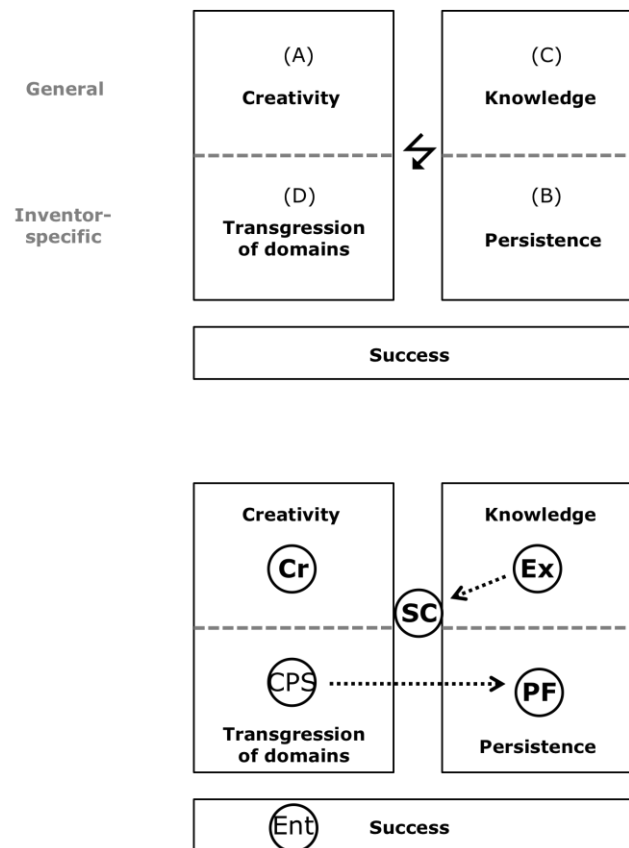 (A)
(C)
General
Creativity
Knowledge
(D)
(B)
Inventor-
specific
Transgression
of domains
Persistence
Success
Creativity
Knowledge
Cr
Ex
SC
CPS
PF
Transgression
of domains
Persistence
Ent
Success